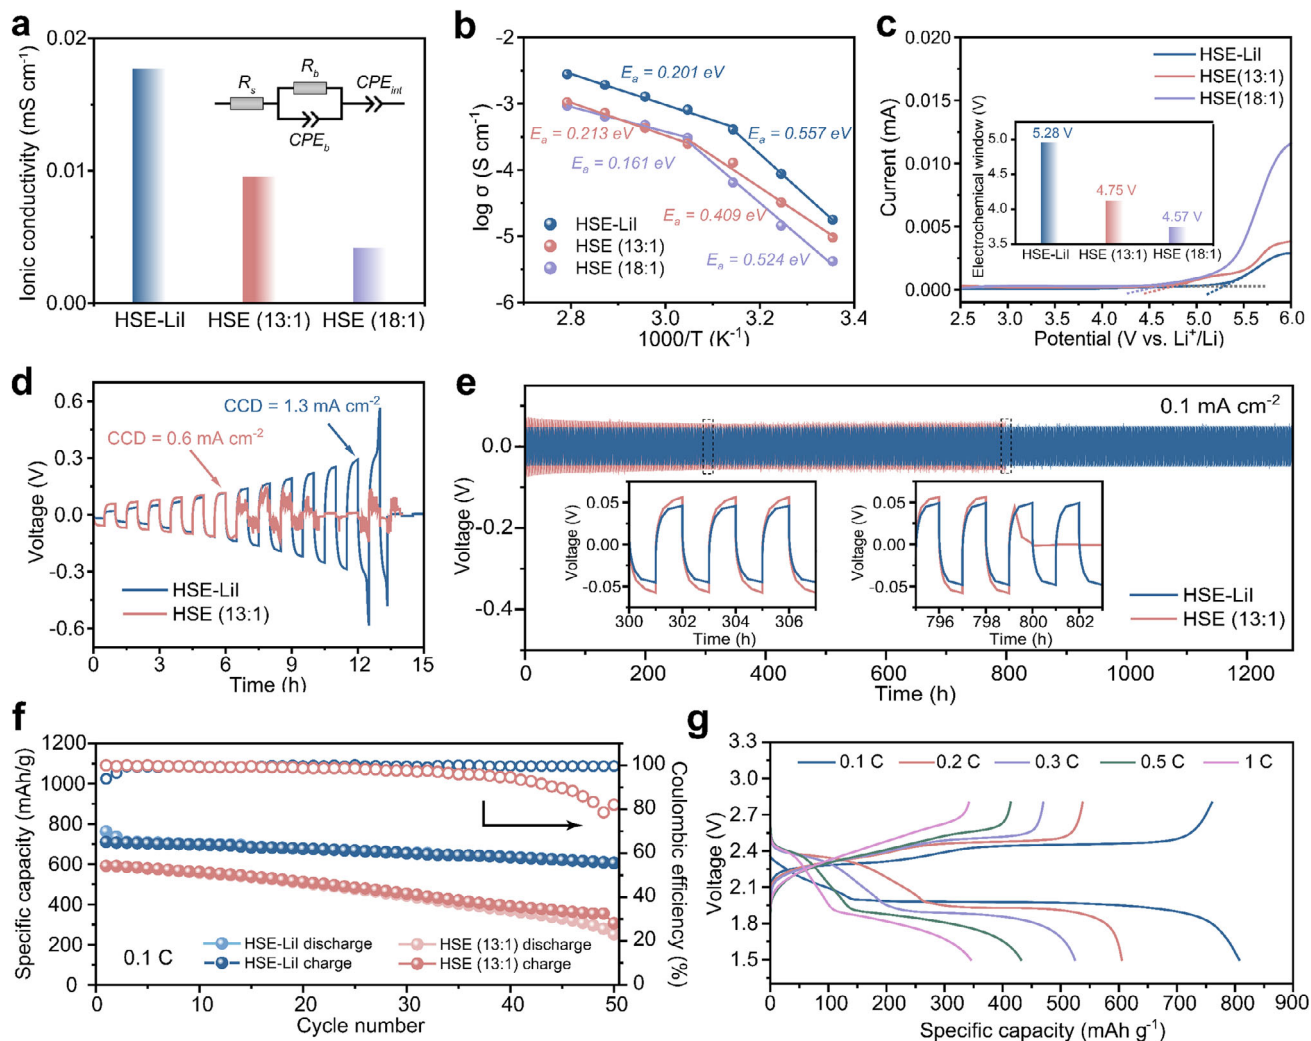 a
Ionic conductivity (mS cm⁻¹)
0.02
0.01
0.00
Rs
Rb
CPEint
CPEb
HSE-LiI HSE (13:1) HSE (18:1)
b
log σ (S cm⁻¹)
-2
-3
-4
-5
-6
Ea = 0.201 eV
Ea = 0.557 eV
Ea = 0.213 eV
Ea = 0.161 eV
Ea = 0.409 eV
Ea = 0.524 eV
HSE-LiI
HSE (13:1)
HSE (18:1)
2.8 3.0 3.2 3.4
1000/T (K⁻¹)
c
Current (mA)
0.020
0.015
0.010
0.005
0.000
HSE-LiI
HSE(13:1)
HSE(18:1)
Electrochemical window (V)
5.0
4.5
4.0
3.5
5.28 V
4.75 V
4.57 V
HSE-LiI HSE (13:1) HSE (18:1)
2.5 3.0 3.5 4.0 4.5 5.0 5.5 6.0
Potential (V vs. Li⁺/Li)
d
Voltage (V)
0.6
0.3
0.0
-0.3
-0.6
CCD = 1.3 mA cm⁻²
CCD = 0.6 mA cm⁻²
HSE-LiI
HSE (13:1)
0 3 6 9 12 15
Time (h)
e
Voltage (V)
0.0
-0.2
-0.4
0.1 mA cm⁻²
Voltage (V)
0.05
0.00
-0.05
300 302 304 306
Time (h)
Voltage (V)
0.05
0.00
-0.05
796 798 800 802
Time (h)
HSE-LiI
HSE (13:1)
0 200 400 600 800 1000 1200
Time (h)
f
Specific capacity (mAh/g)
1200
1000
800
600
400
200
0
0.1 C
HSE-LiI discharge
HSE-LiI charge
HSE (13:1) discharge
HSE (13:1) charge
100
80
60
40
20
Coulombic efficiency (%)
0 10 20 30 40 50
Cycle number
g
Voltage (V)
3.3
2.7
2.4
2.1
1.8
1.5
0.1 C 0.2 C 0.3 C 0.5 C 1 C
0 100 200 300 400 500 600 700 800 900
Specific capacity (mAh g⁻¹)